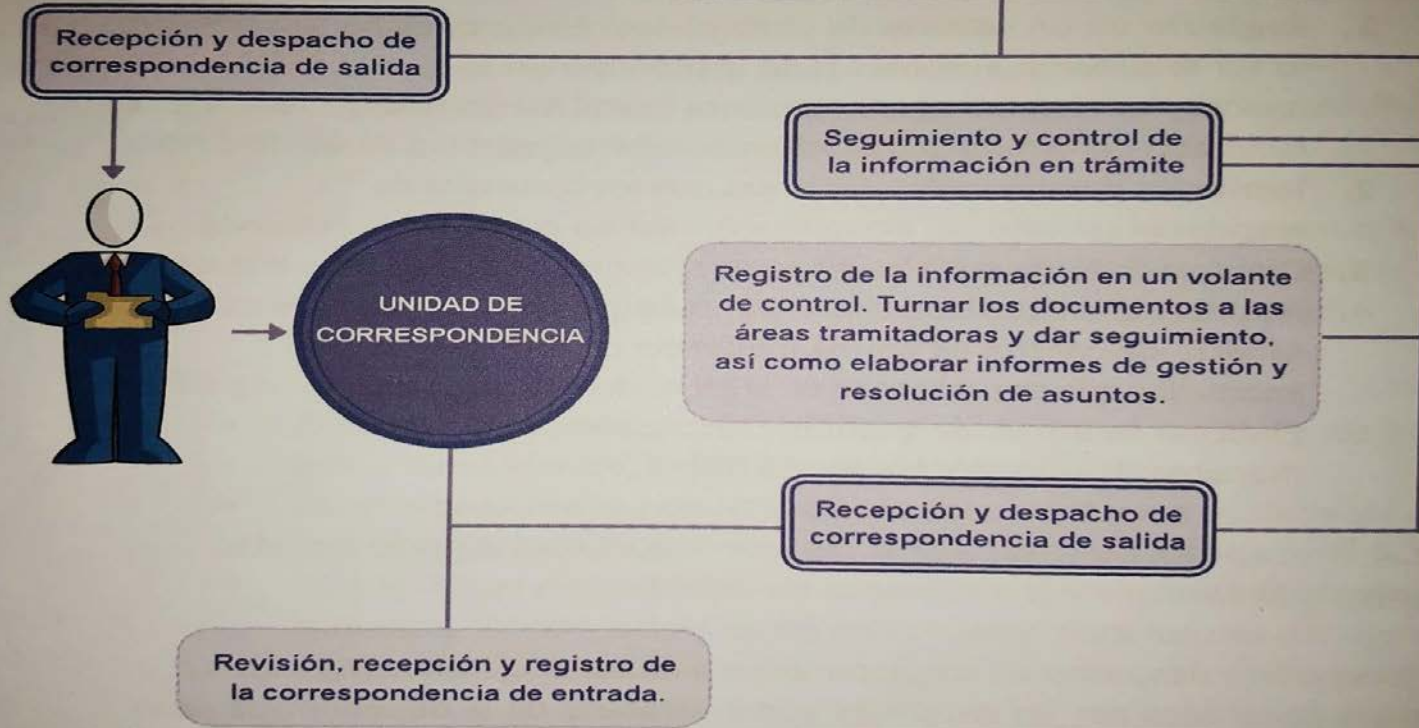 Recepción y despacho de
correspondencia de salida
Seguimiento y control de
la información en trámite
UNIDAD DE
CORRESPONDENCIA
Registro de la información en un volante
de control. Turnar los documentos a las
áreas tramitadoras y dar seguimiento,
así como elaborar informes de gestión y
resolución de asuntos.
Recepción y despacho de
correspondencia de salida
Revisión, recepción y registro de
la correspondencia de entrada.